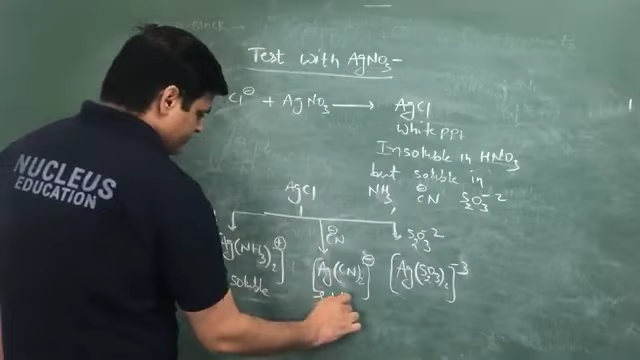 Test with AgNO₃-
Cl⊖ + AgNO₃ → AgCl
White PPt
Insoluble in HNO₃
but soluble in
NH₃ , ⊖CN S₂O₃⁻²
AgCl
⊖CN S₂O₃⁻²
Ag(NH₃)₂]⊕ [Ag(CN)₂]⊖ [Ag(S₂O₃)₂]⁻³
soluble
NUCLEUS
EDUCATION